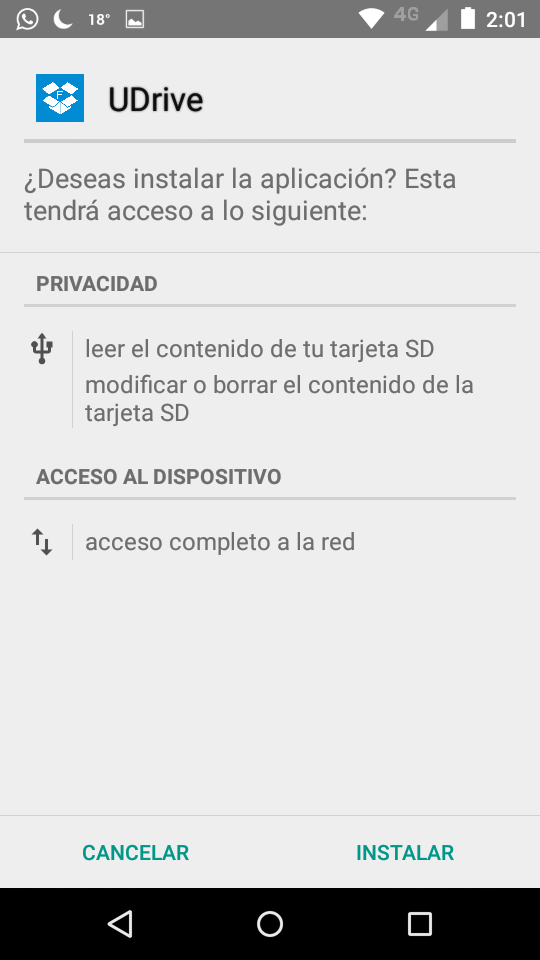 18° 4G 2:01
F
UDrive
¿Deseas instalar la aplicación? Esta
tendrá acceso a lo siguiente:
PRIVACIDAD
leer el contenido de tu tarjeta SD
modificar o borrar el contenido de la
tarjeta SD
ACCESO AL DISPOSITIVO
acceso completo a la red
CANCELAR INSTALAR